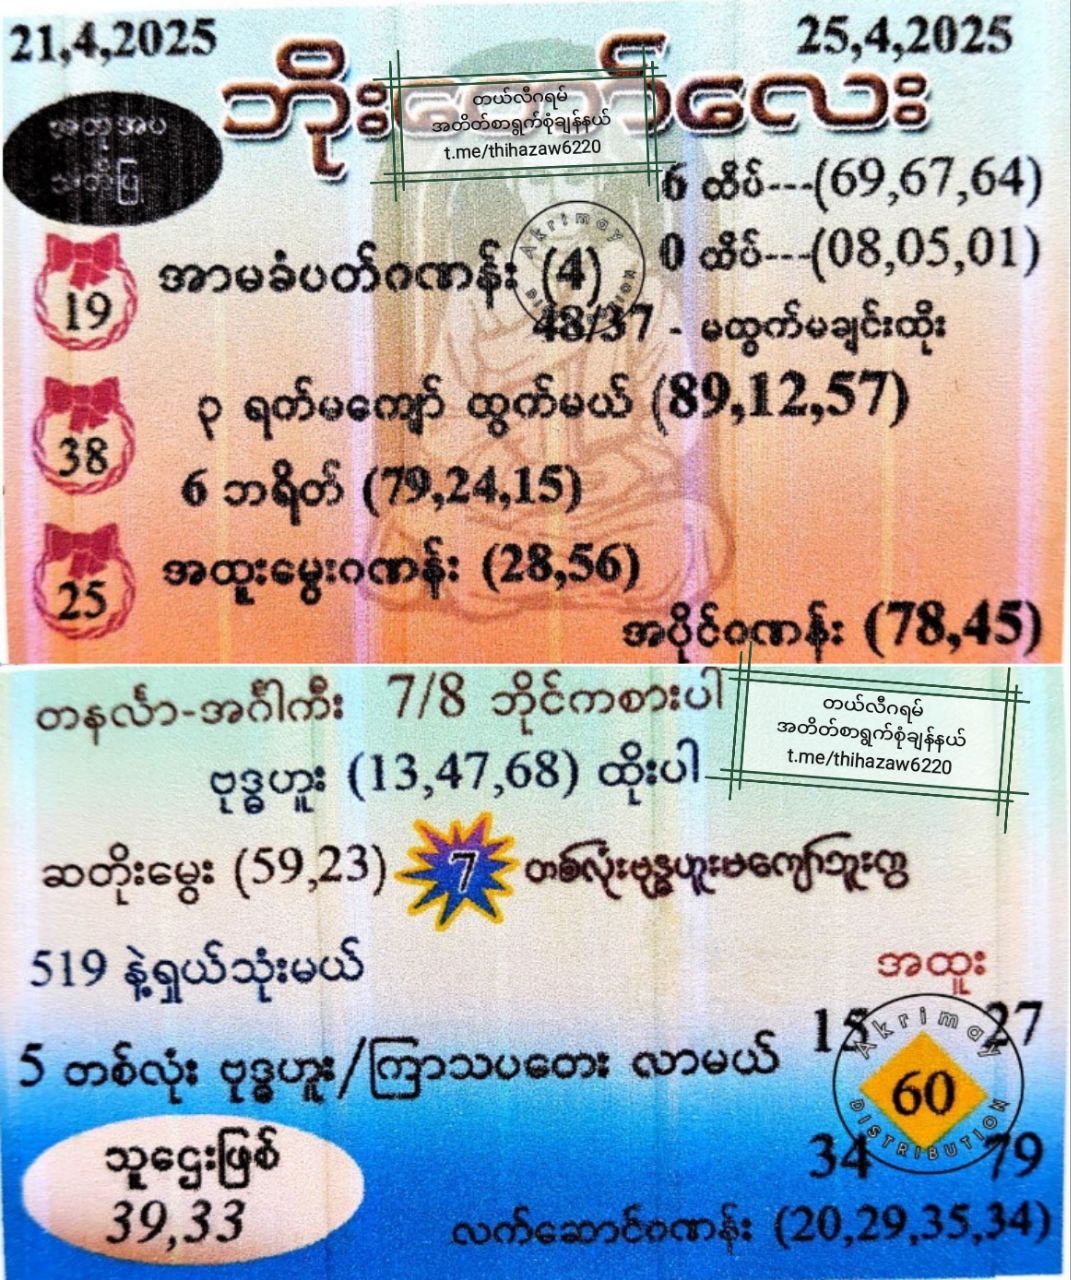 21,4,2025
25,4,2025
ဘိုးတော်လေး
တယ်လီဂရမ်
အတိတ်စာရွက်စုံချန်နယ်
t.me/thihazaw6220
အတုအပ
သတိပြု
6 ထိပ်---(69,67,64)
0 ထိပ်---(08,05,01)
19
အာမခံပတ်ဂဏန်း (4)
48/37 - မထွက်မချင်းထိုး
38
၃ ရက်မကျော် ထွက်မယ် (89,12,57)
6 ဘရိတ် (79,24,15)
25
အထူးမွေးဂဏန်း (28,56)
အပိုင်ဂဏန်း (78,45)
Akrimay
တနင်္လာ-အင်္ဂါကီး 7/8 ဘိုင်ကစားပါ
တယ်လီဂရမ်
အတိတ်စာရွက်စုံချန်နယ်
t.me/thihazaw6220
ဗုဒ္ဓဟူး (13,47,68) ထိုးပါ
ဆတိုးမွေး (59,23)
7
တစ်လုံးဗုဒ္ဓဟူးမကျော်ဘူးကွ
519 နဲ့ရှယ်သုံးမယ်
အထူး
15 27
60
34 79
Akrimay
DISTRIBUTION
5 တစ်လုံး ဗုဒ္ဓဟူး/ကြာသပတေး လာမယ်
သူဌေးဖြစ်
39,33
လက်ဆောင်ဂဏန်း (20,29,35,34)